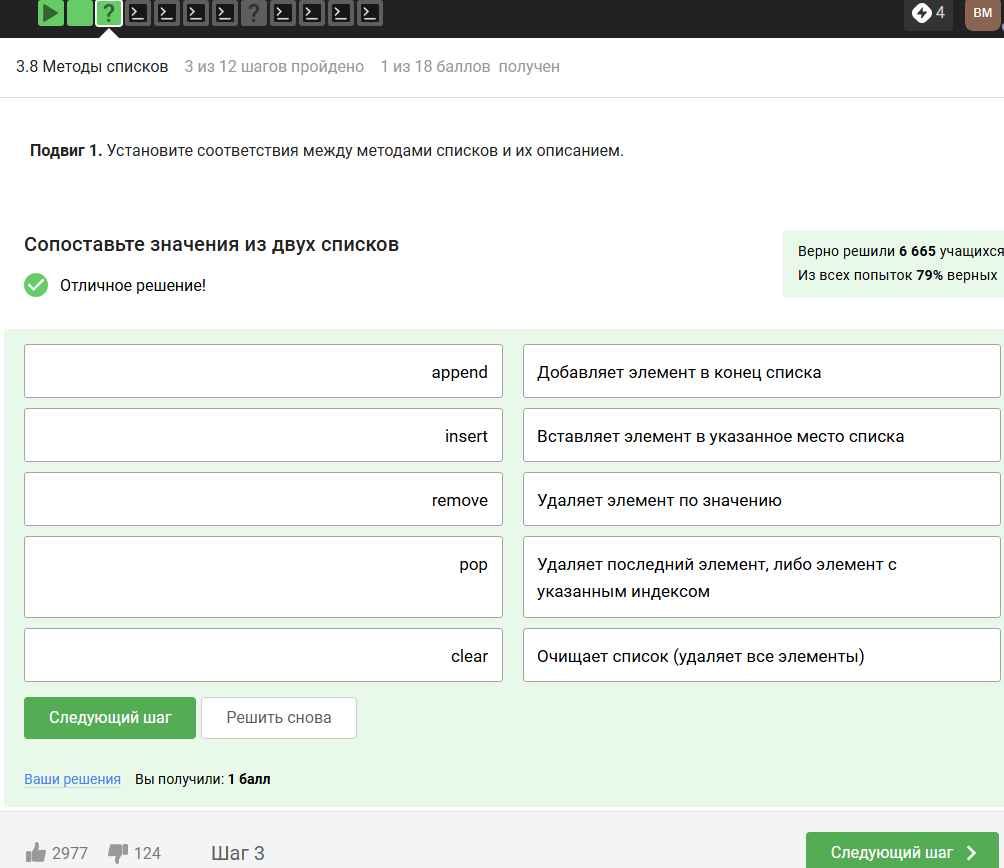 4
ВМ
3.8 Методы списков 3 из 12 шагов пройдено 1 из 18 баллов получен
Подвиг 1. Установите соответствия между методами списков и их описанием.
Сопоставьте значения из двух списков
Отличное решение!
Верно решили 6 665 учащихся
Из всех попыток 79% верных
append
Добавляет элемент в конец списка
insert
Вставляет элемент в указанное место списка
remove
Удаляет элемент по значению
pop
Удаляет последний элемент, либо элемент с
указанным индексом
clear
Очищает список (удаляет все элементы)
Следующий шаг
Решить снова
Ваши решения Вы получили: 1 балл
2977 124 Шаг 3
Следующий шаг